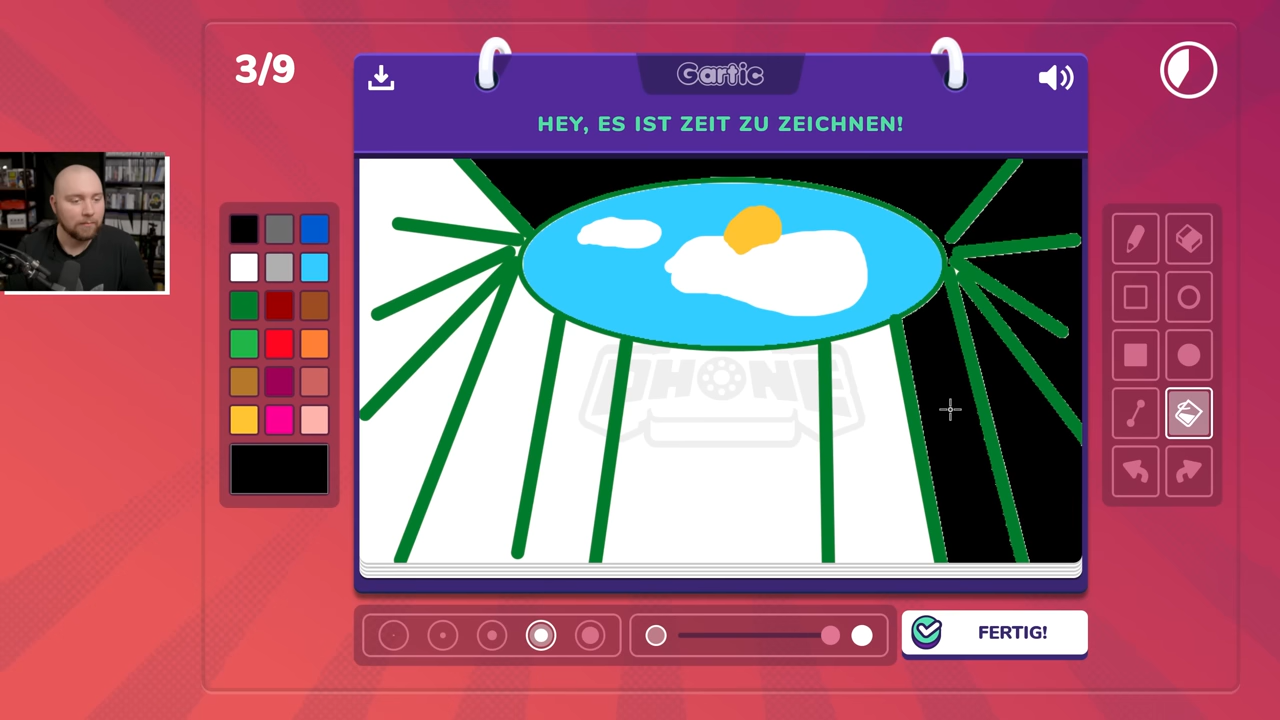 3/9
Gartic
HEY, ES IST ZEIT ZU ZEICHNEN!
PHONE
FERTIG!